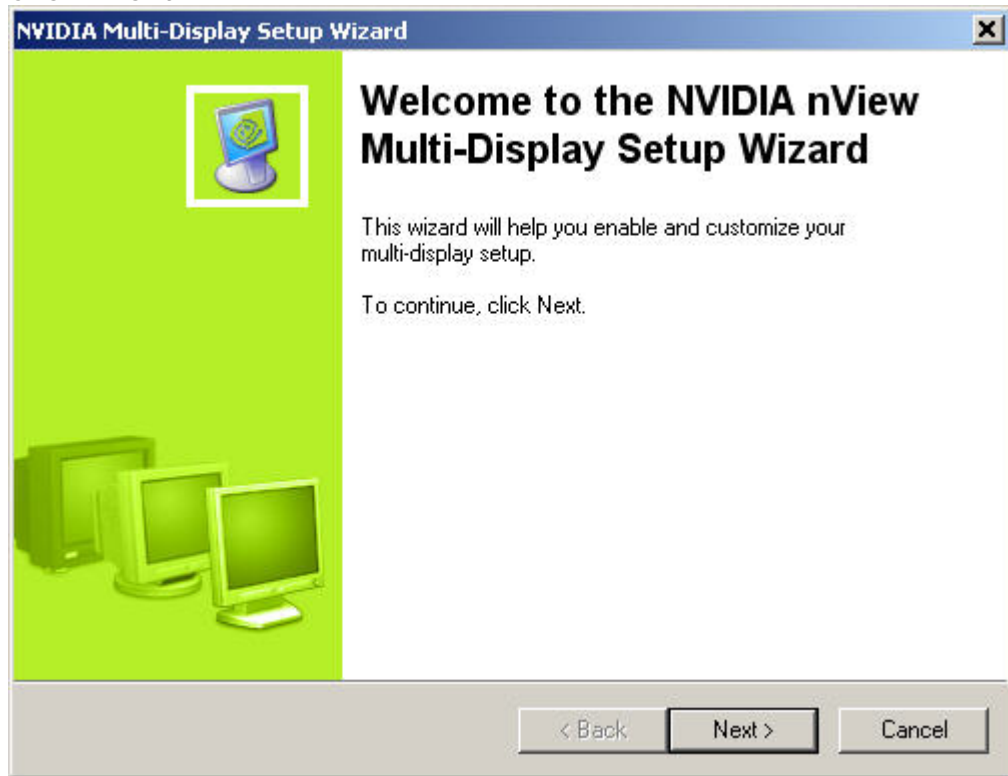 NVIDIA Multi-Display Setup Wizard
Welcome to the NVIDIA nView
Multi-Display Setup Wizard
This wizard will help you enable and customize your
multi-display setup.
To continue, click Next.
< Back
Next >
Cancel